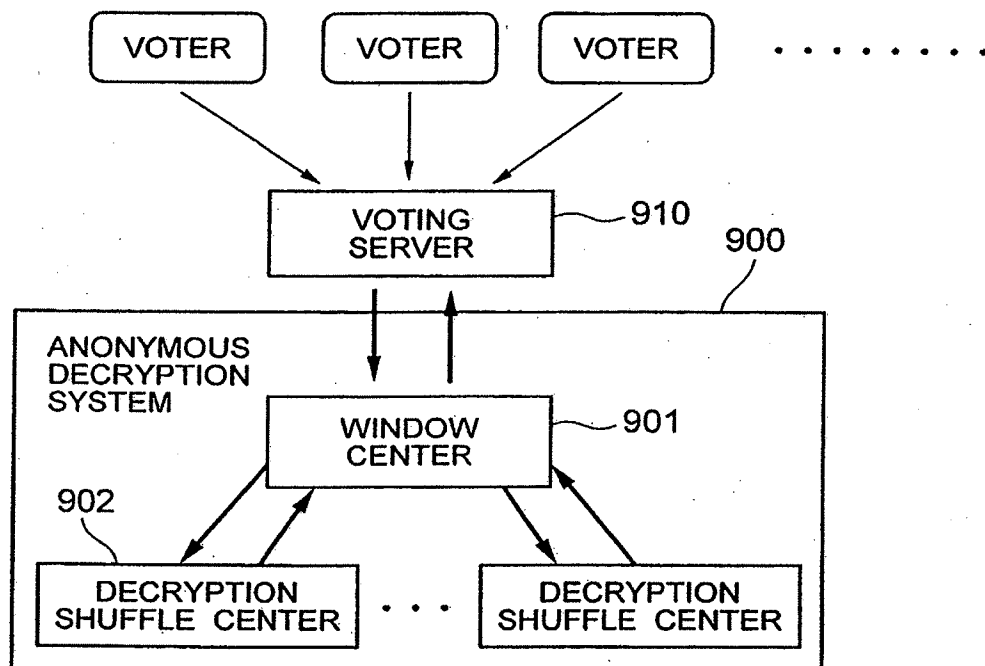 VOTER
VOTER
VOTER
VOTING
SERVER
910
900
ANONYMOUS
DECRYPTION
SYSTEM
WINDOW
CENTER
901
902
DECRYPTION
SHUFFLE CENTER
DECRYPTION
SHUFFLE CENTER